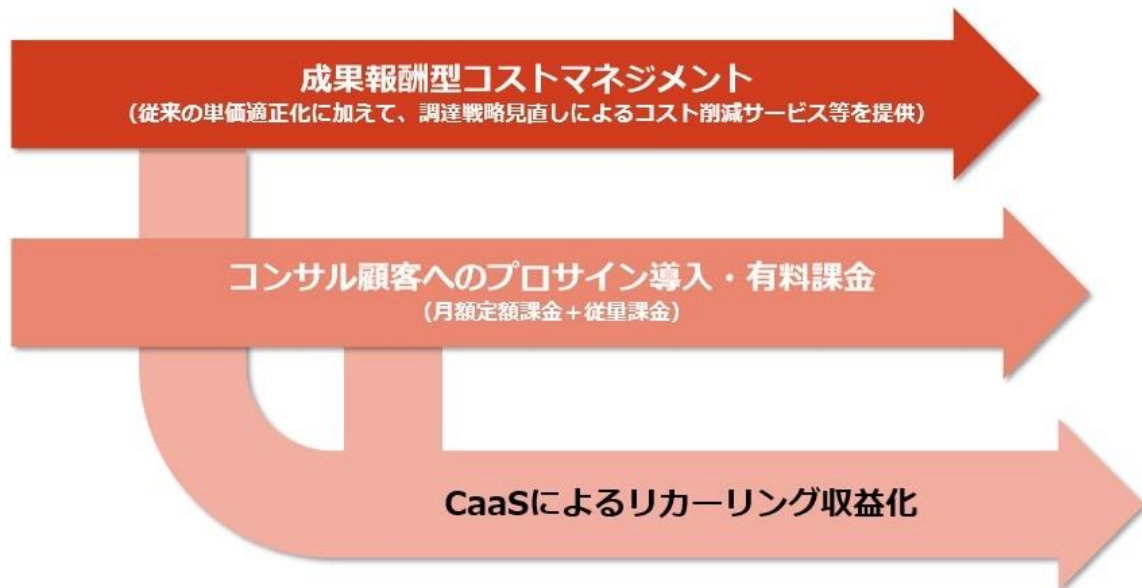 成果報酬型コストマネジメント
(従来の単価適正化に加えて、調達戦略見直しによるコスト削減サービス等を提供)
コンサル顧客へのプロサイン導入・有料課金
(月額定額課金＋従量課金)
CaaSによるリカーリング収益化